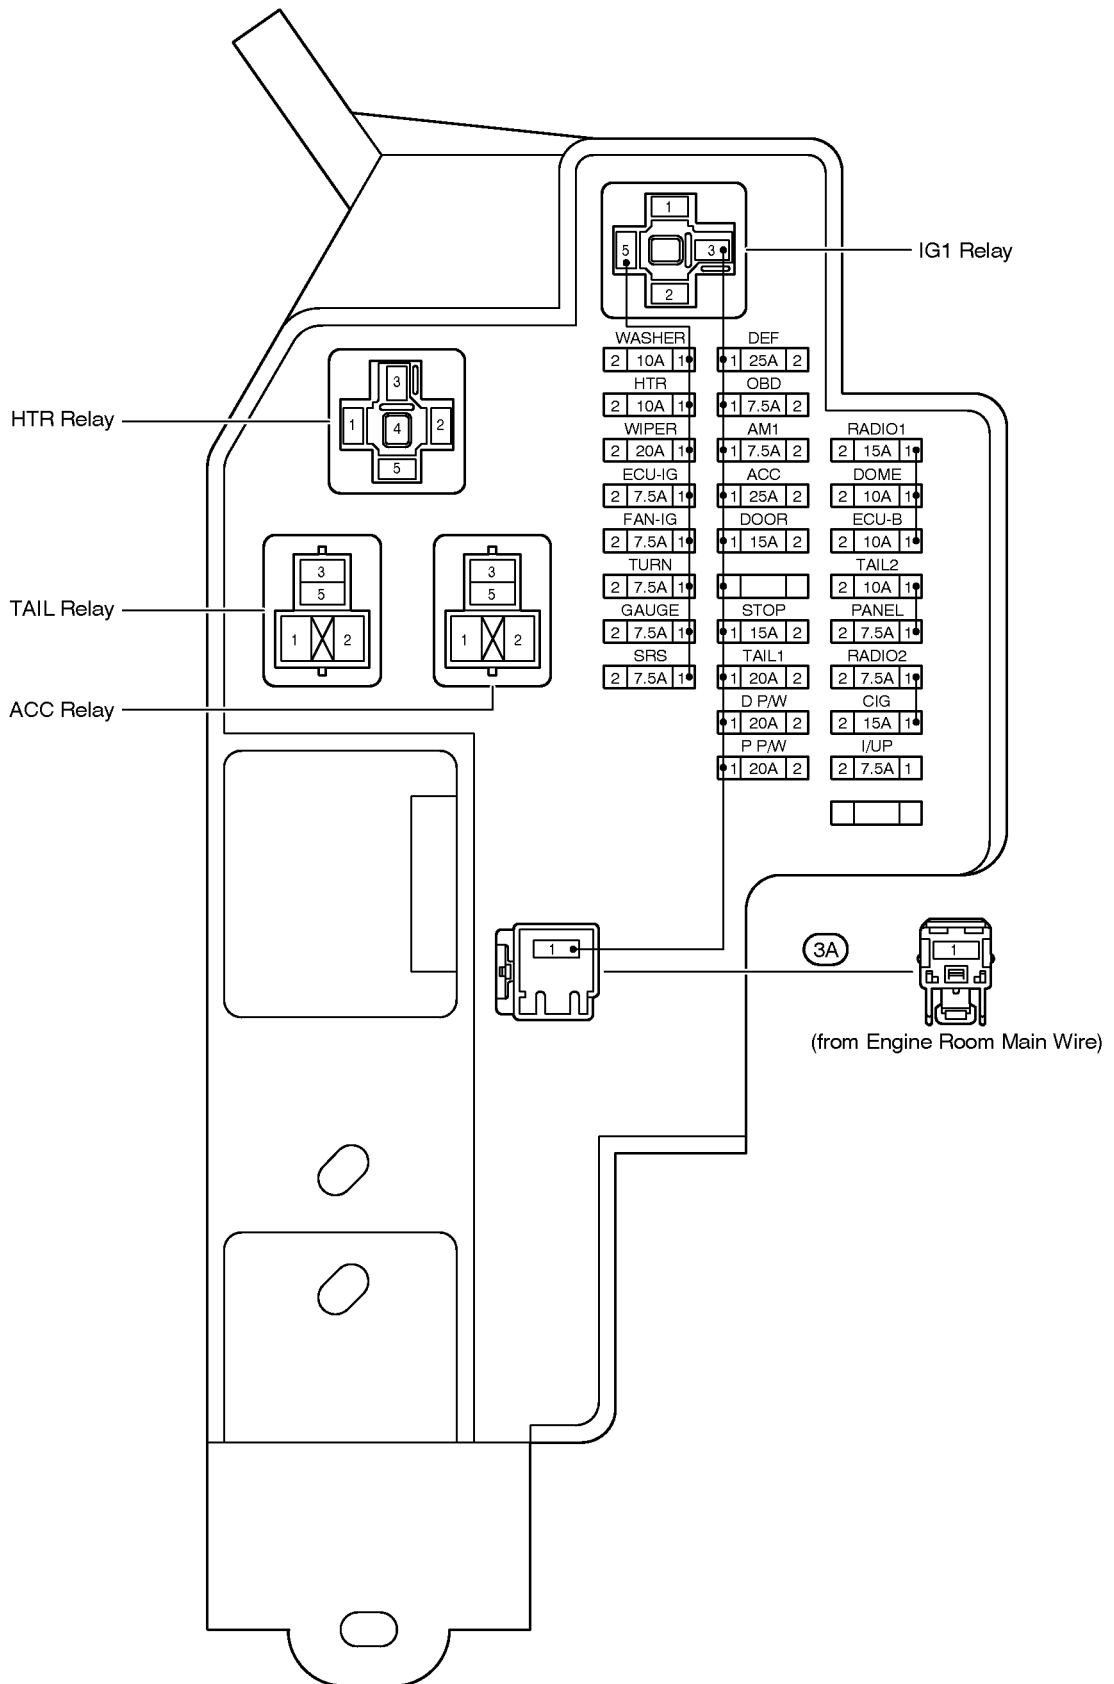 1
5
3
2
IG1 Relay
WASHER
DEF
2 10A 1
1 25A 2
HTR
OBD
2 10A 1
1 7.5A 2
WIPER
AM1
RADIO1
2 20A 1
1 7.5A 2
2 15A 1
ECU-IG
ACC
DOME
2 7.5A 1
1 25A 2
2 10A 1
FAN-IG
DOOR
ECU-B
2 7.5A 1
1 15A 2
2 10A 1
TURN
TAIL2
2 7.5A 1
2 10A 1
GAUGE
STOP
PANEL
2 7.5A 1
1 15A 2
2 7.5A 1
SRS
TAIL1
RADIO2
2 7.5A 1
1 20A 2
2 7.5A 1
D P/W
CIG
1 20A 2
2 15A 1
P P/W
I/UP
1 20A 2
2 7.5A 1
HTR Relay
3
1
4
2
5
TAIL Relay
3
5
1 2
3
5
1 2
ACC Relay
1
3A
1
(from Engine Room Main Wire)